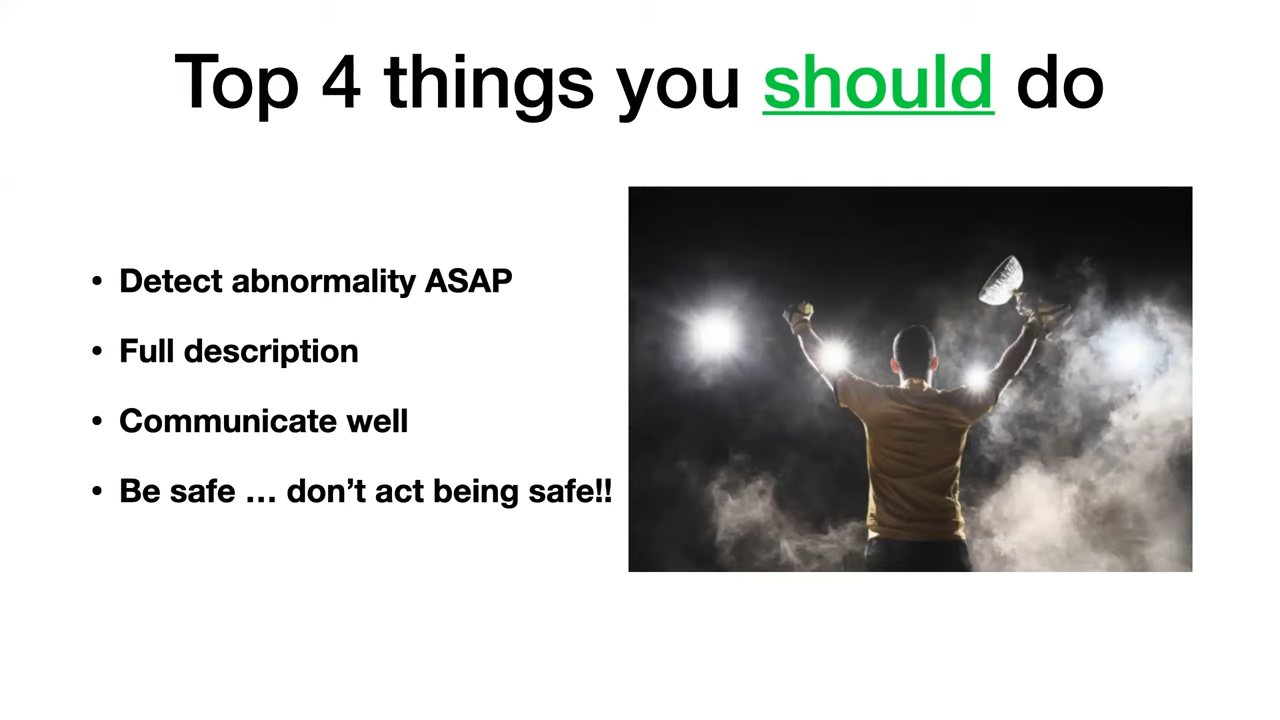 Top 4 things you should do
• Detect abnormality ASAP
• Full description
• Communicate well
• Be safe … don’t act being safe!!